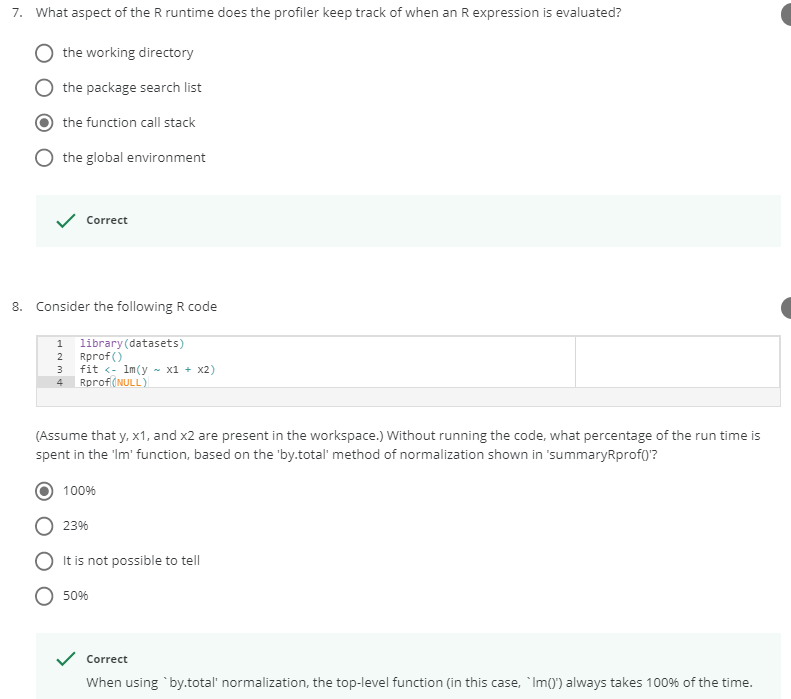 7. What aspect of the R runtime does the profiler keep track of when an R expression is evaluated?
the working directory
the package search list
the function call stack
the global environment
Correct
8. Consider the following R code
1 library(datasets)
2 Rprof()
3 fit <- lm(y ~ x1 + x2)
4 Rprof(NULL)
(Assume that y, x1, and x2 are present in the workspace.) Without running the code, what percentage of the run time is
spent in the 'lm' function, based on the 'by.total' method of normalization shown in 'summaryRprof()'?
100%
23%
It is not possible to tell
50%
Correct
When using `by.total' normalization, the top-level function (in this case, `lm()') always takes 100% of the time.